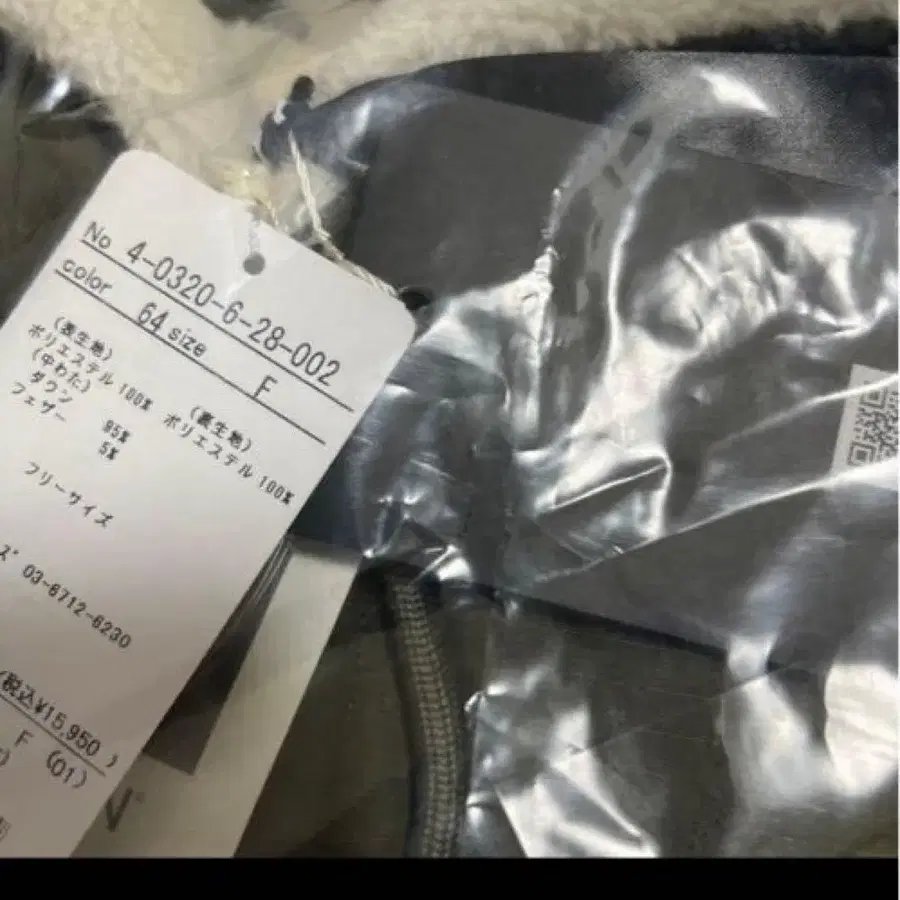 No 4-0320-6-28-002
color 64 size F
(表生地) (裏生地)
ポリエステル 100% ポリエステル 100%
(中わた)
ダウン 95%
フェザー 5%
フリーサイズ
ズ 03-6712-6230
(税込¥15,950 )
F (01)